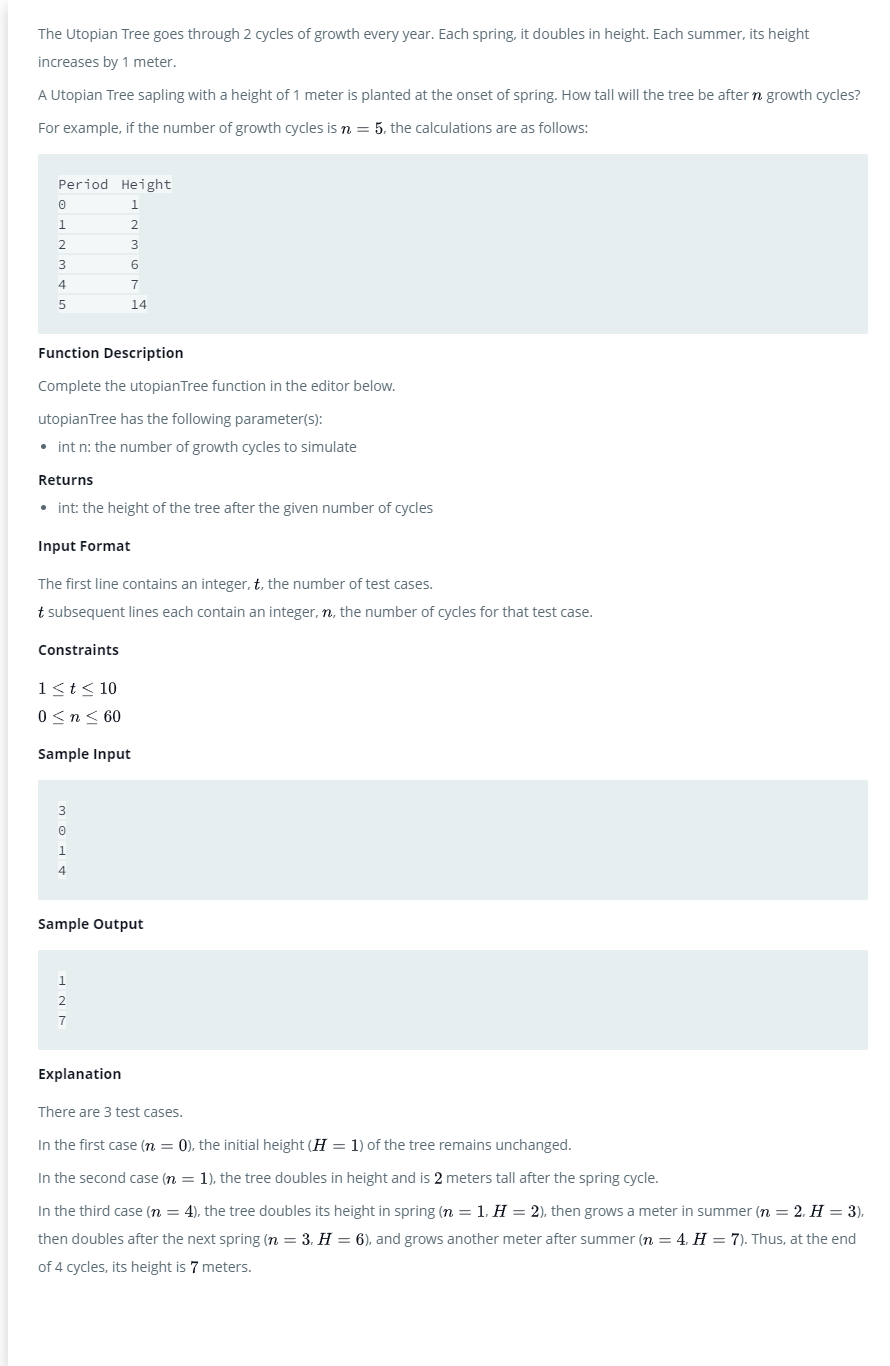 The Utopian Tree goes through 2 cycles of growth every year. Each spring, it doubles in height. Each summer, its height
increases by 1 meter.
A Utopian Tree sapling with a height of 1 meter is planted at the onset of spring. How tall will the tree be after n growth cycles?
For example, if the number of growth cycles is n = 5, the calculations are as follows:
Period Height
0 1
1 2
2 3
3 6
4 7
5 14
Function Description
Complete the utopianTree function in the editor below.
utopianTree has the following parameter(s):
• int n: the number of growth cycles to simulate
Returns
• int: the height of the tree after the given number of cycles
Input Format
The first line contains an integer, t, the number of test cases.
t subsequent lines each contain an integer, n, the number of cycles for that test case.
Constraints
1 ≤ t ≤ 10
0 ≤ n ≤ 60
Sample Input
3
0
1
4
Sample Output
1
2
7
Explanation
There are 3 test cases.
In the first case (n = 0), the initial height (H = 1) of the tree remains unchanged.
In the second case (n = 1), the tree doubles in height and is 2 meters tall after the spring cycle.
In the third case (n = 4), the tree doubles its height in spring (n = 1, H = 2), then grows a meter in summer (n = 2, H = 3),
then doubles after the next spring (n = 3, H = 6), and grows another meter after summer (n = 4, H = 7). Thus, at the end
of 4 cycles, its height is 7 meters.